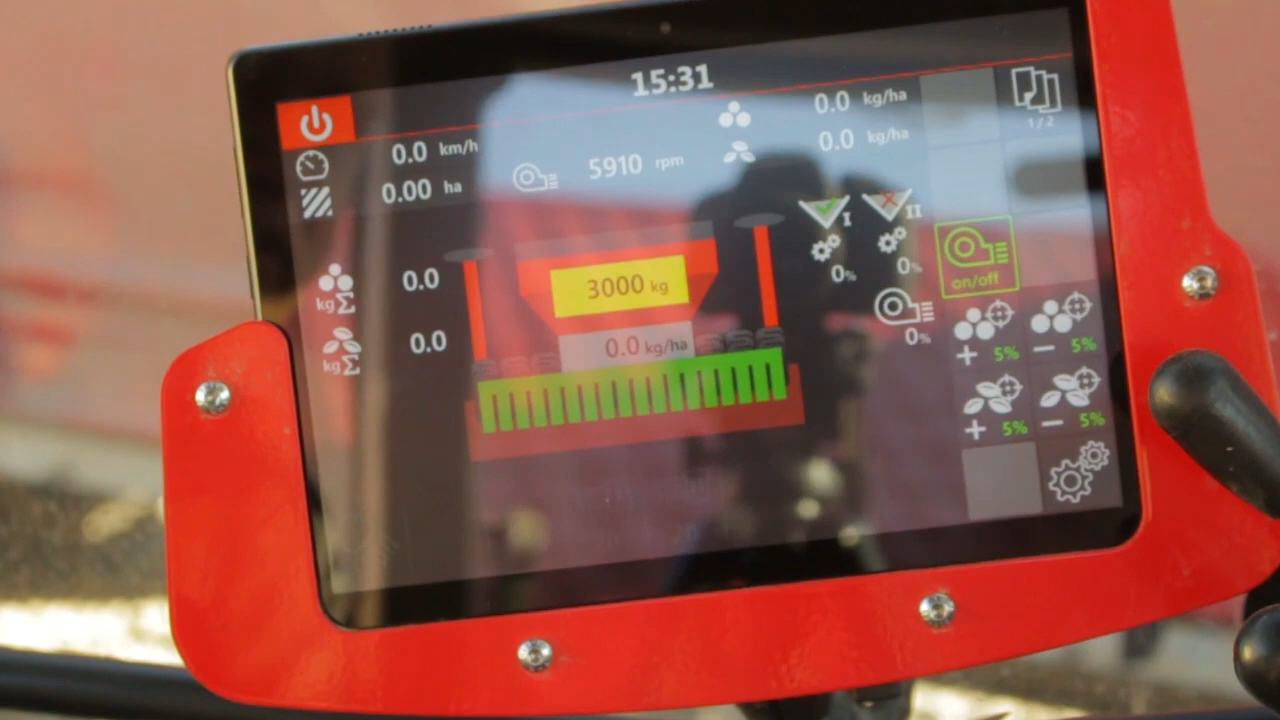 15:31
1/2
0.0 km/h
0.00 ha
5910 rpm
0.0 kg/ha
0.0 kg/ha
I
II
0%
0%
0%
kg Σ 0.0
kg Σ 0.0
3000 kg
0.0 kg/ha
on/off
+ 5%
− 5%
+ 5%
− 5%